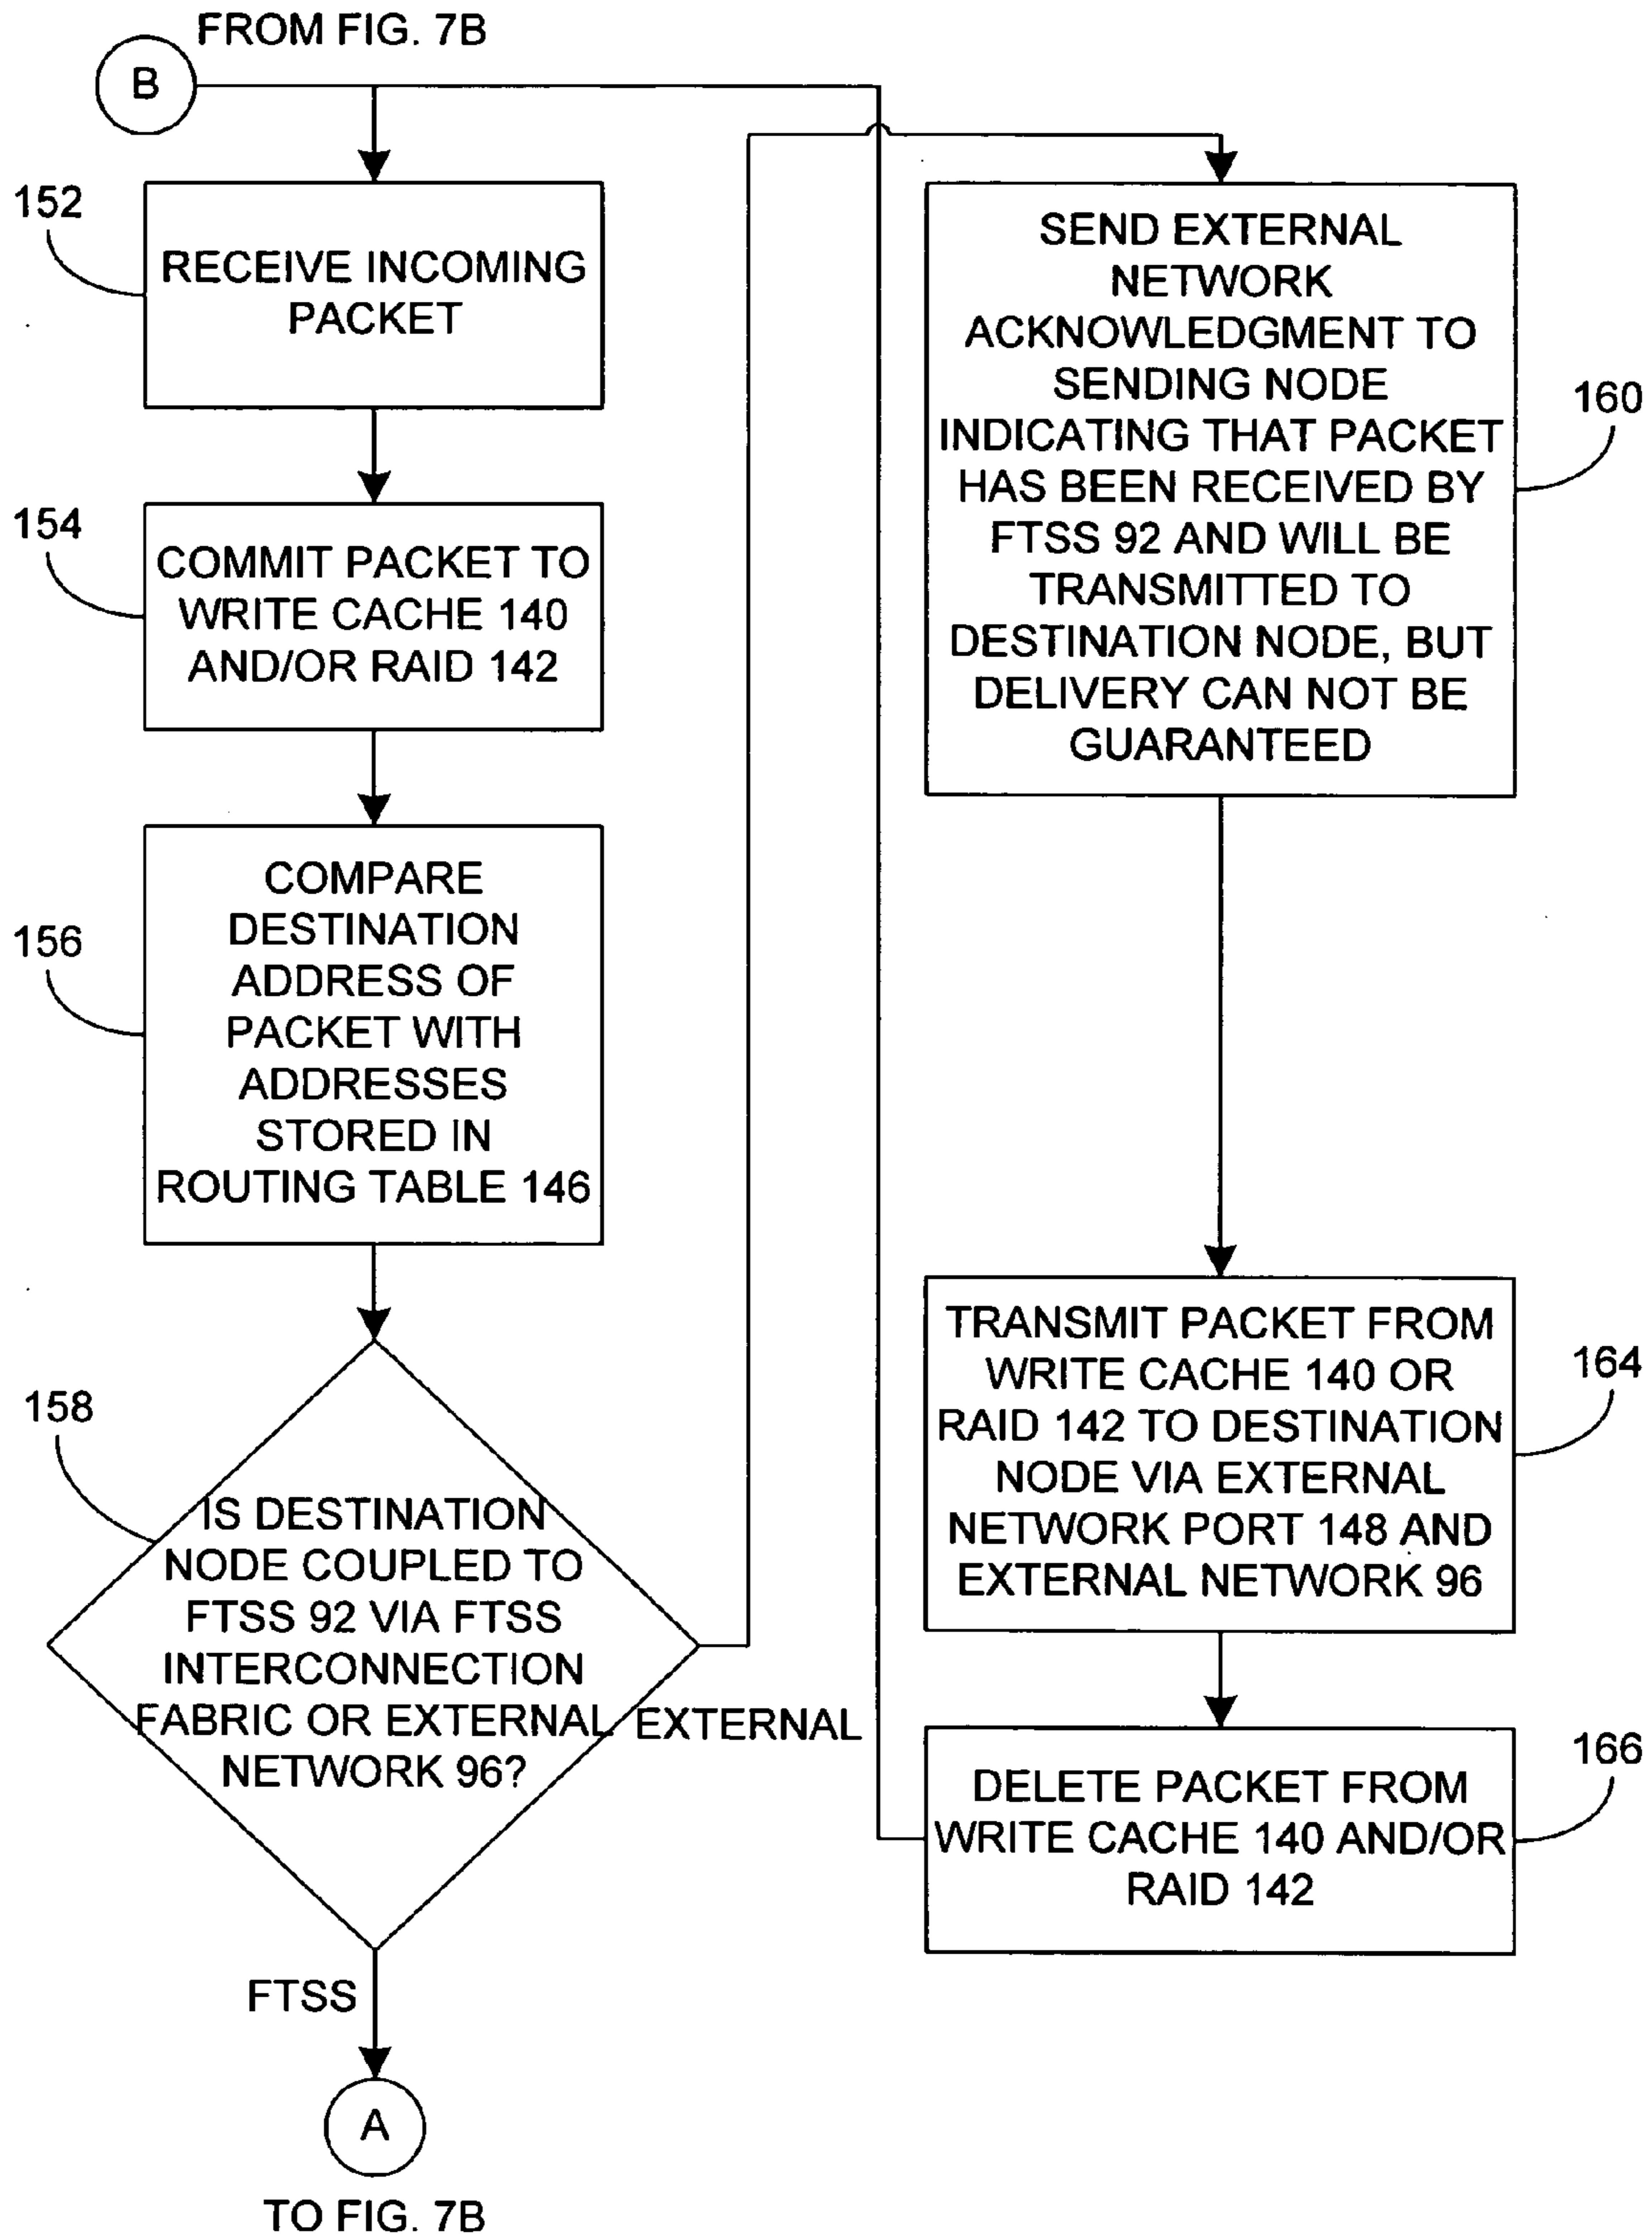 FROM FIG. 7B
B
152
RECEIVE INCOMING
PACKET
154
COMMIT PACKET TO
WRITE CACHE 140
AND/OR RAID 142
156
COMPARE
DESTINATION
ADDRESS OF
PACKET WITH
ADDRESSES
STORED IN
ROUTING TABLE 146
158
IS DESTINATION
NODE COUPLED TO
FTSS 92 VIA FTSS
INTERCONNECTION
FABRIC OR EXTERNAL
NETWORK 96?
EXTERNAL
FTSS
A
TO FIG. 7B
SEND EXTERNAL
NETWORK
ACKNOWLEDGMENT TO
SENDING NODE
INDICATING THAT PACKET
HAS BEEN RECEIVED BY
FTSS 92 AND WILL BE
TRANSMITTED TO
DESTINATION NODE, BUT
DELIVERY CAN NOT BE
GUARANTEED
160
TRANSMIT PACKET FROM
WRITE CACHE 140 OR
RAID 142 TO DESTINATION
NODE VIA EXTERNAL
NETWORK PORT 148 AND
EXTERNAL NETWORK 96
164
DELETE PACKET FROM
WRITE CACHE 140 AND/OR
RAID 142
166